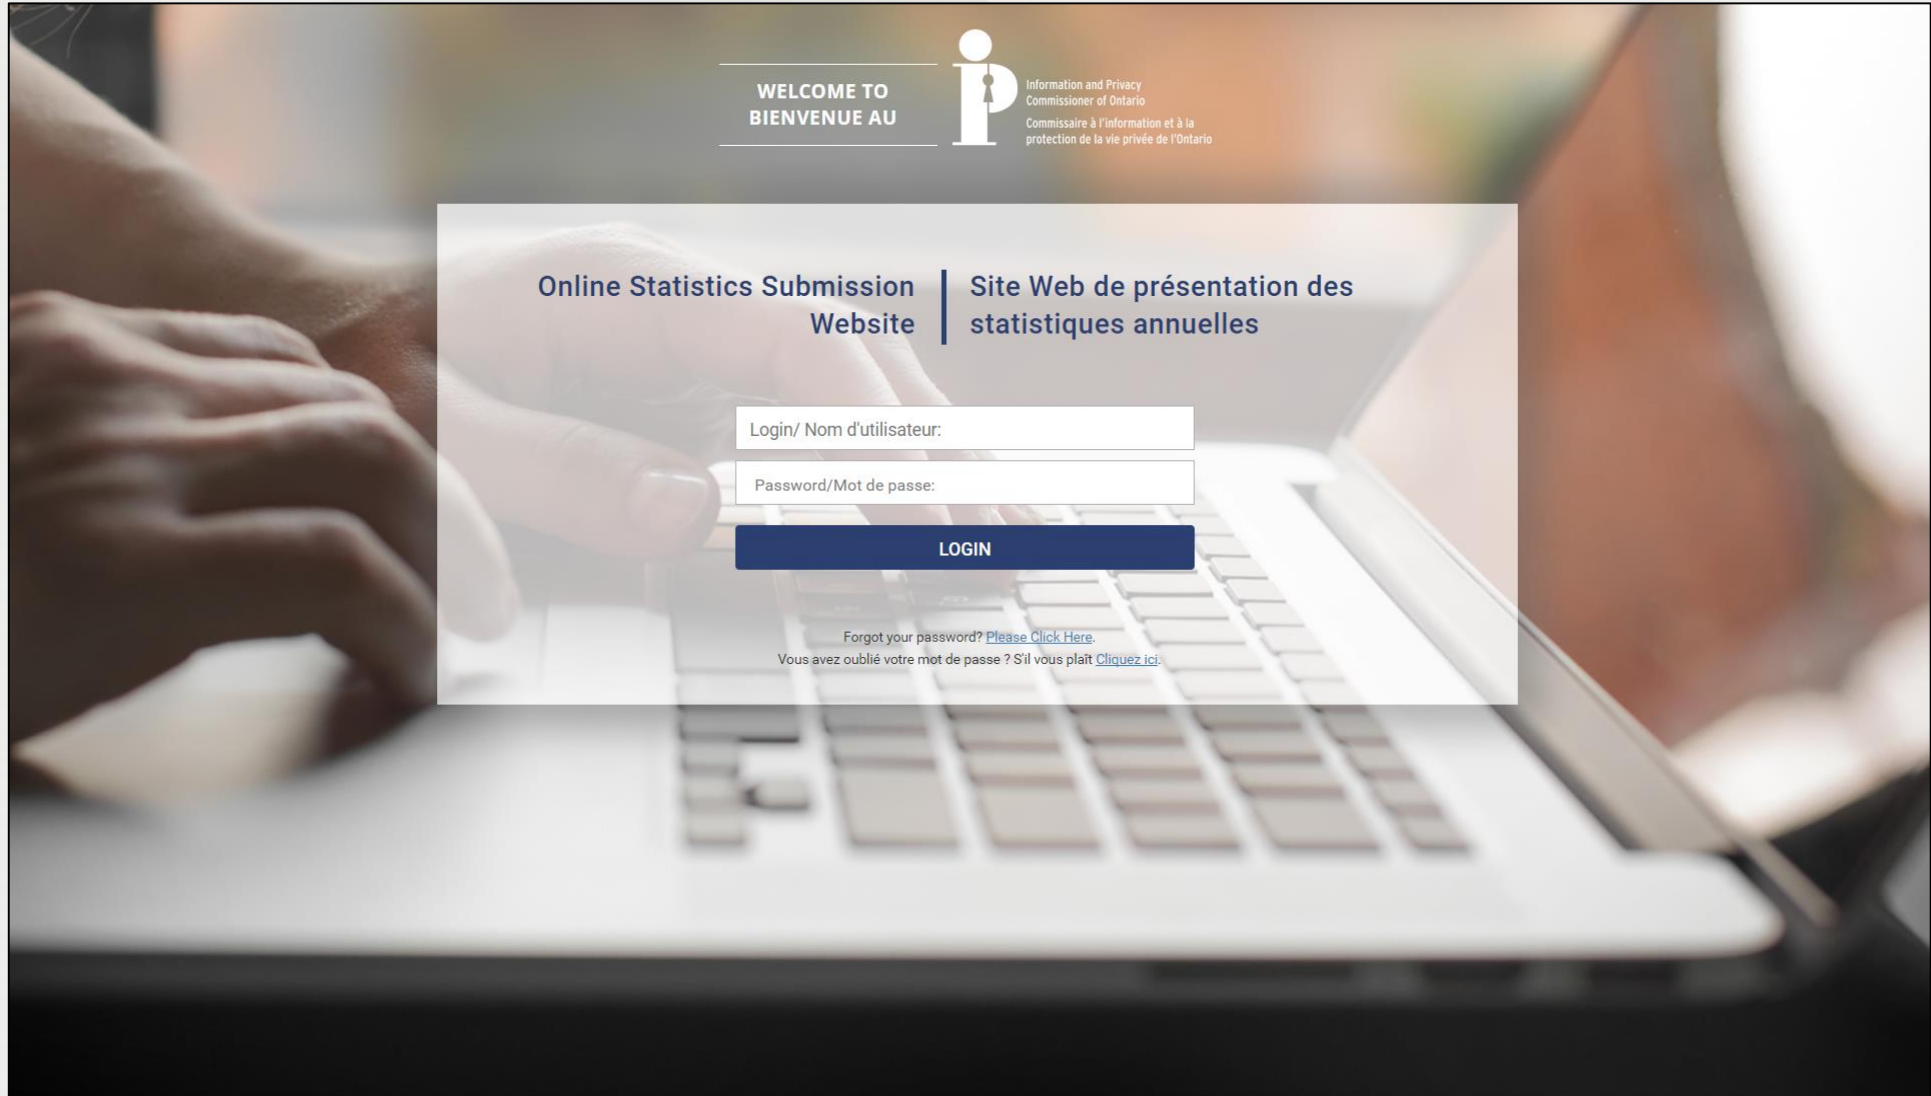 WELCOME TO
BIENVENUE AU
Information and Privacy
Commissioner of Ontario
Commissaire à l'information et à la
protection de la vie privée de l'Ontario
Online Statistics Submission
Website
Site Web de présentation des
statistiques annuelles
Login/ Nom d'utilisateur:
Password/Mot de passe:
LOGIN
Forgot your password? Please Click Here.
Vous avez oublié votre mot de passe ? S'il vous plaît Cliquez ici.